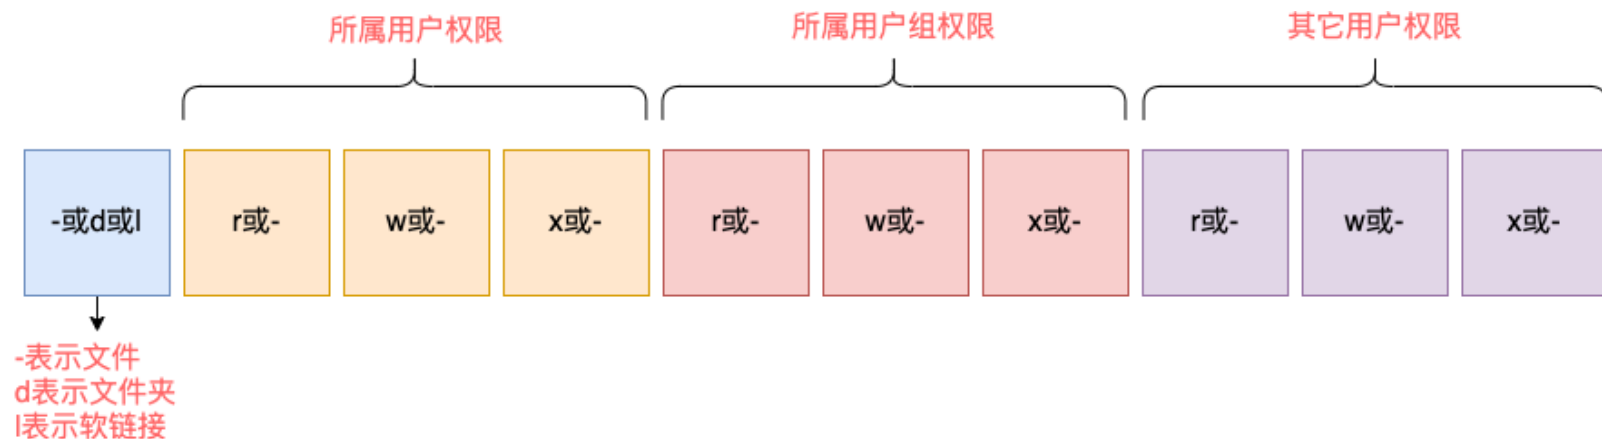 所属用户权限
所属用户组权限
其它用户权限
-或d或l
r或-
w或-
x或-
r或-
w或-
x或-
r或-
w或-
x或-
-表示文件
d表示文件夹
l表示软链接